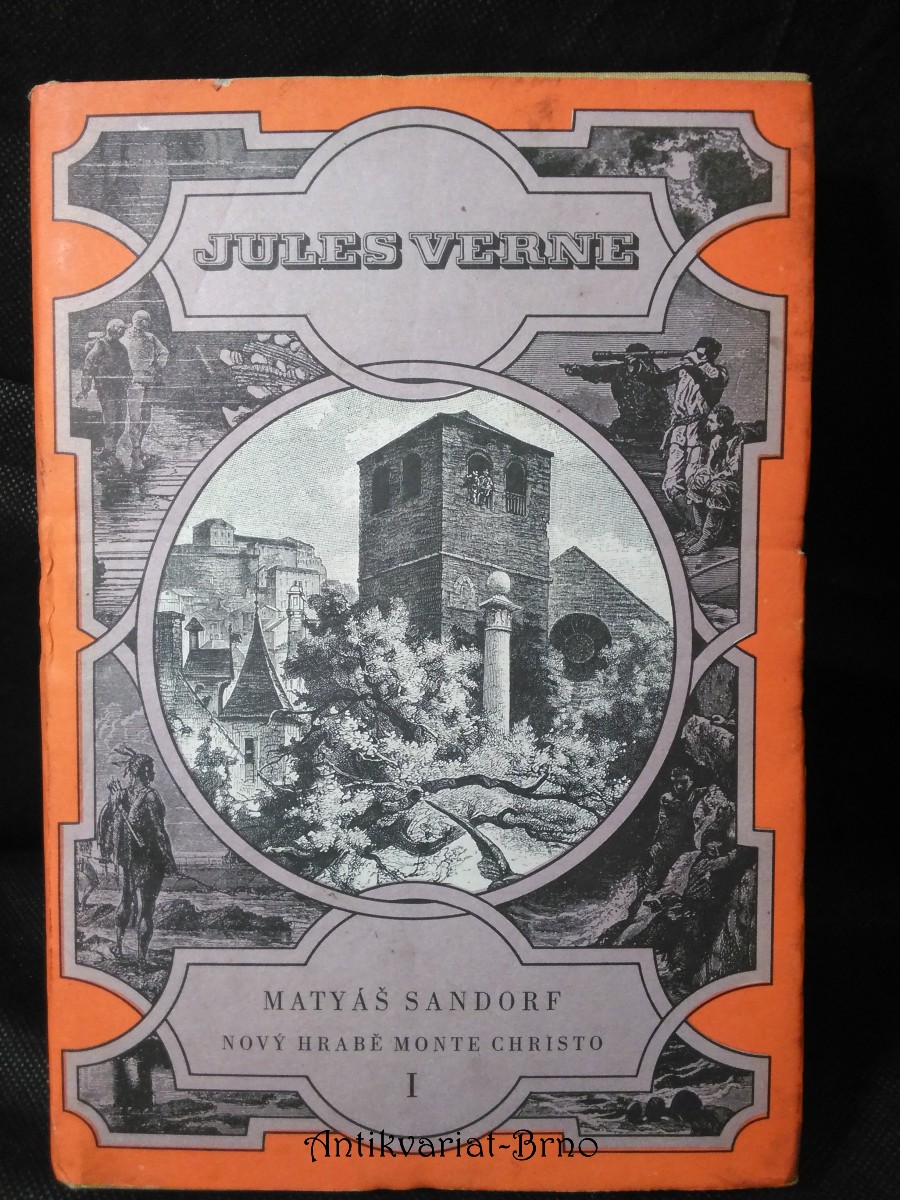 JULES VERNE
MATYÁŠ SANDORF
NOVÝ HRABĚ MONTE CHRISTO
I
Antikvariat-Brno